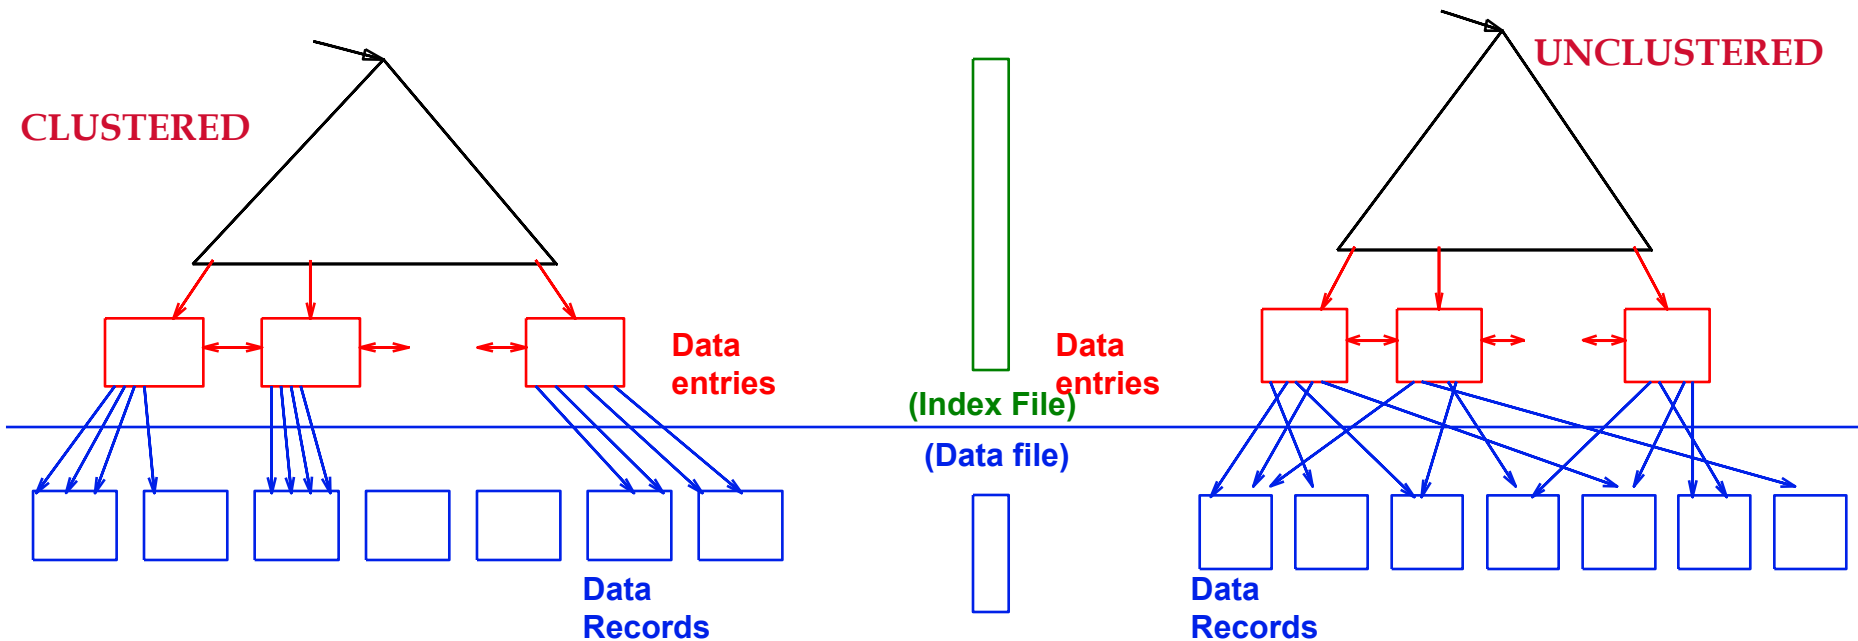 CLUSTERED
UNCLUSTERED
Data
entries
(Index File)
Data
entries
(Data file)
Data
Records
Data
Records